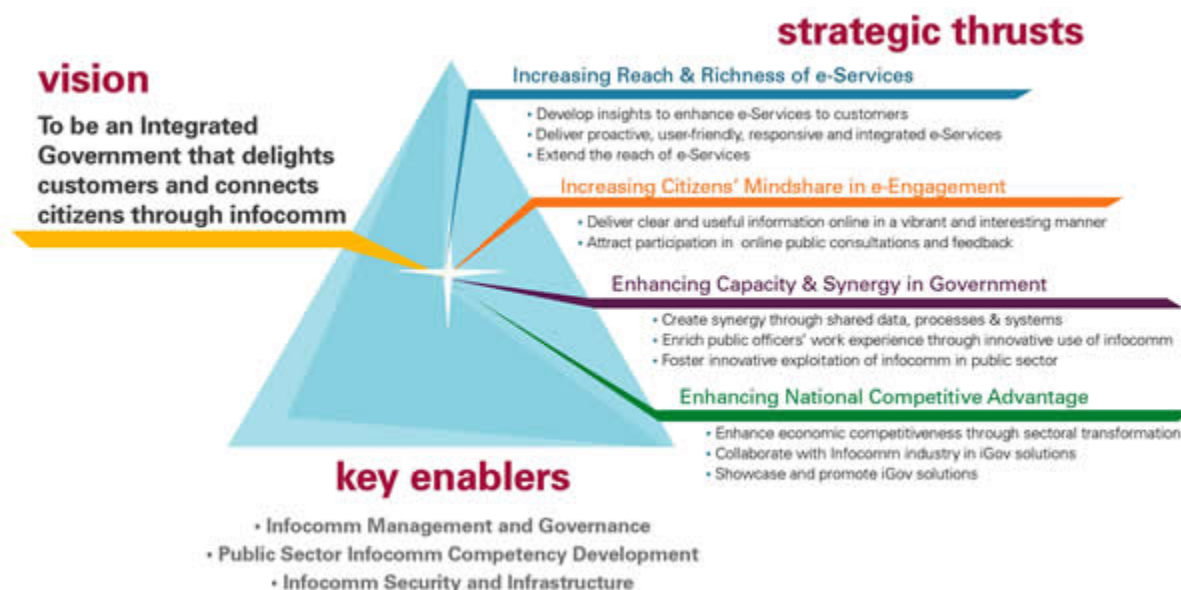 strategic thrusts
vision
To be an Integrated
Government that delights
customers and connects
citizens through infocomm
Increasing Reach & Richness of e-Services
• Develop insights to enhance e-Services to customers
• Deliver proactive, user-friendly, responsive and integrated e-Services
• Extend the reach of e-Services
Increasing Citizens' Mindshare in e-Engagement
• Deliver clear and useful information online in a vibrant and interesting manner
• Attract participation in online public consultations and feedback
Enhancing Capacity & Synergy in Government
• Create synergy through shared data, processes & systems
• Enrich public officers' work experience through innovative use of infocomm
• Foster innovative exploitation of infocomm in public sector
Enhancing National Competitive Advantage
• Enhance economic competitiveness through sectoral transformation
• Collaborate with Infocomm industry in iGov solutions
• Showcase and promote iGov solutions
key enablers
• Infocomm Management and Governance
• Public Sector Infocomm Competency Development
• Infocomm Security and Infrastructure